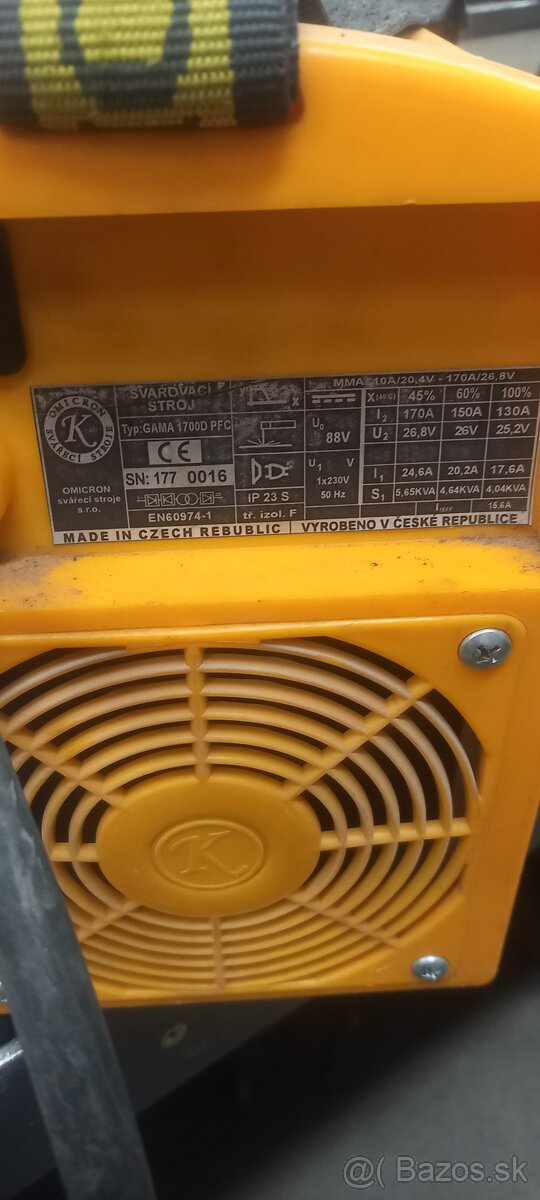 OMICRON
SVAŘECÍ STROJE
K
OMICRON
svářecí stroje
s.r.o.
SVAŘOVACÍ
STROJ
Typ:GAMA 1700D PFC
CE
SN: 177 0016
EN60974-1
X
IP 23 S
tř. izol. F
MMA 10A/20,4V - 170A/26,8V
U0
88V
U1 V
1x230V
50 Hz
X(40°C) 45% 60% 100%
I2 170A 150A 130A
U2 26,8V 26V 25,2V
I1 24,6A 20,2A 17,6A
S1 5,65KVA 4,64KVA 4,04KVA
I1EFF 15,6A
MADE IN CZECH REBUBLIC
VYROBENO V ČESKÉ REPUBLICE
K
@( Bazos.sk